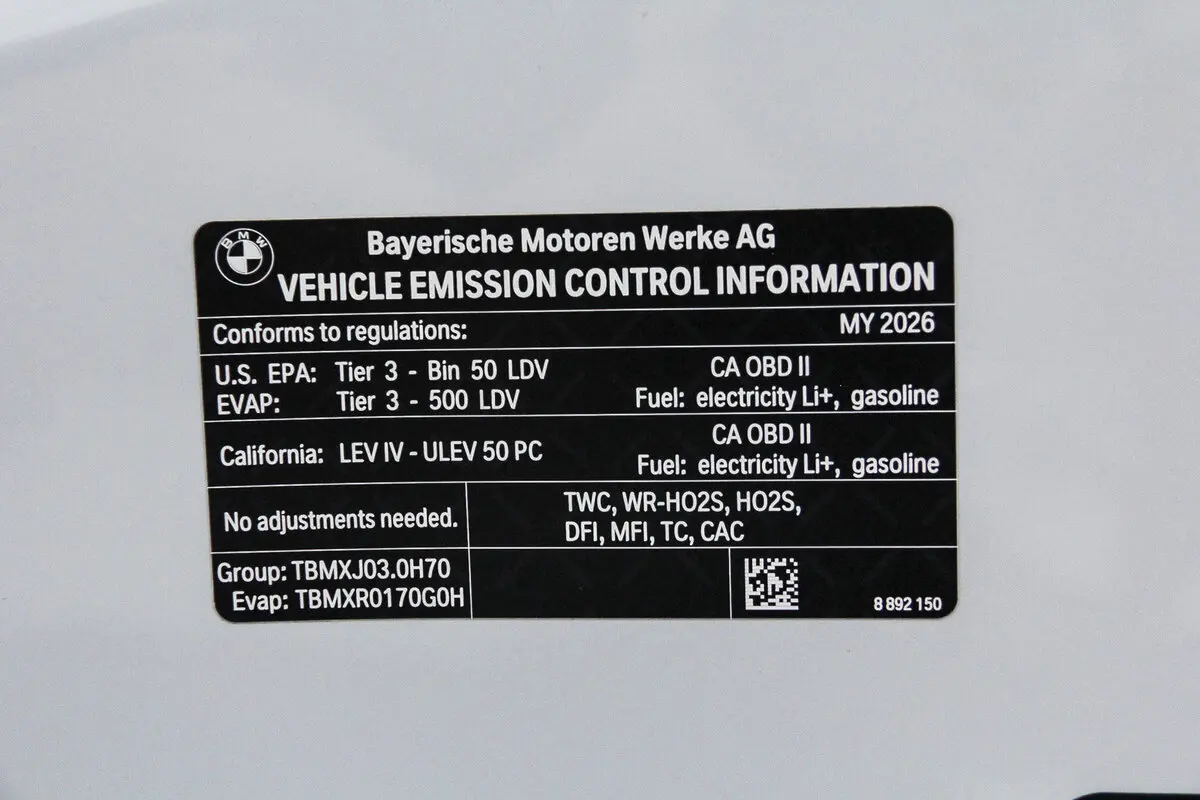 BMW
Bayerische Motoren Werke AG
VEHICLE EMISSION CONTROL INFORMATION
Conforms to regulations: MY 2026
U.S. EPA: Tier 3 - Bin 50 LDV CA OBD II
EVAP: Tier 3 - 500 LDV Fuel: electricity Li+, gasoline
California: LEV IV - ULEV 50 PC CA OBD II
Fuel: electricity Li+, gasoline
No adjustments needed.
TWC, WR-HO2S, HO2S,
DFI, MFI, TC, CAC
Group: TBMXJ03.0H70
Evap: TBMXR0170G0H
8 892 150